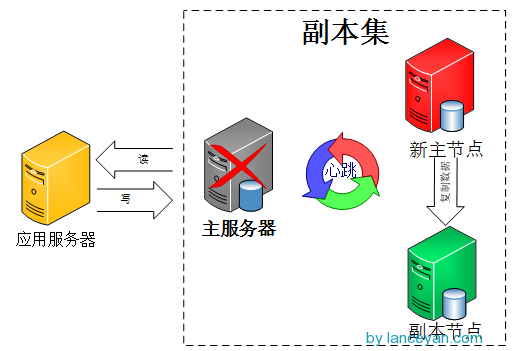 副本集
新主节点
读
心跳
写
主服务器
应用服务器
复制数据
副本节点
by lanceyan.com